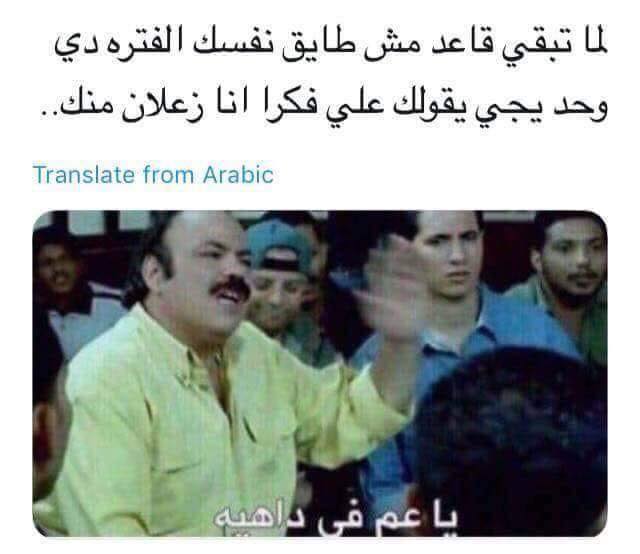 لما تبقي قاعد مش طايق نفسك الفتره دي
وحد يجي يقولك علي فكرا انا زعلان منك..
Translate from Arabic
يا عم في داهيه